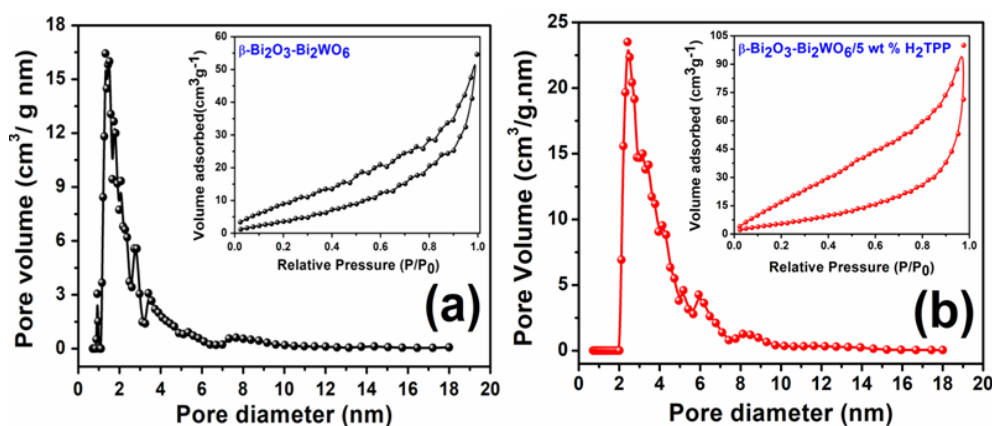 Pore volume (cm³/ g nm)
18
15
12
9
6
3
0
0 2 4 6 8 10 12 14 16 18 20
Pore diameter (nm)
(a)
β-Bi₂O₃-Bi₂WO₆
Volume adsorbed(cm³g⁻¹)
60
50
40
30
20
10
0
0.0 0.2 0.4 0.6 0.8 1.0
Relative Pressure (P/P₀)
Pore Volume (cm³/g.nm)
25
20
15
10
5
0
0 2 4 6 8 10 12 14 16 18 20
Pore diameter (nm)
(b)
β-Bi₂O₃-Bi₂WO₆/5 wt % H₂TPP
Volume adsorbed (cm³g⁻¹)
105
90
75
60
45
30
15
0
0.0 0.2 0.4 0.6 0.8 1.0
Relative Pressure (P/P₀)